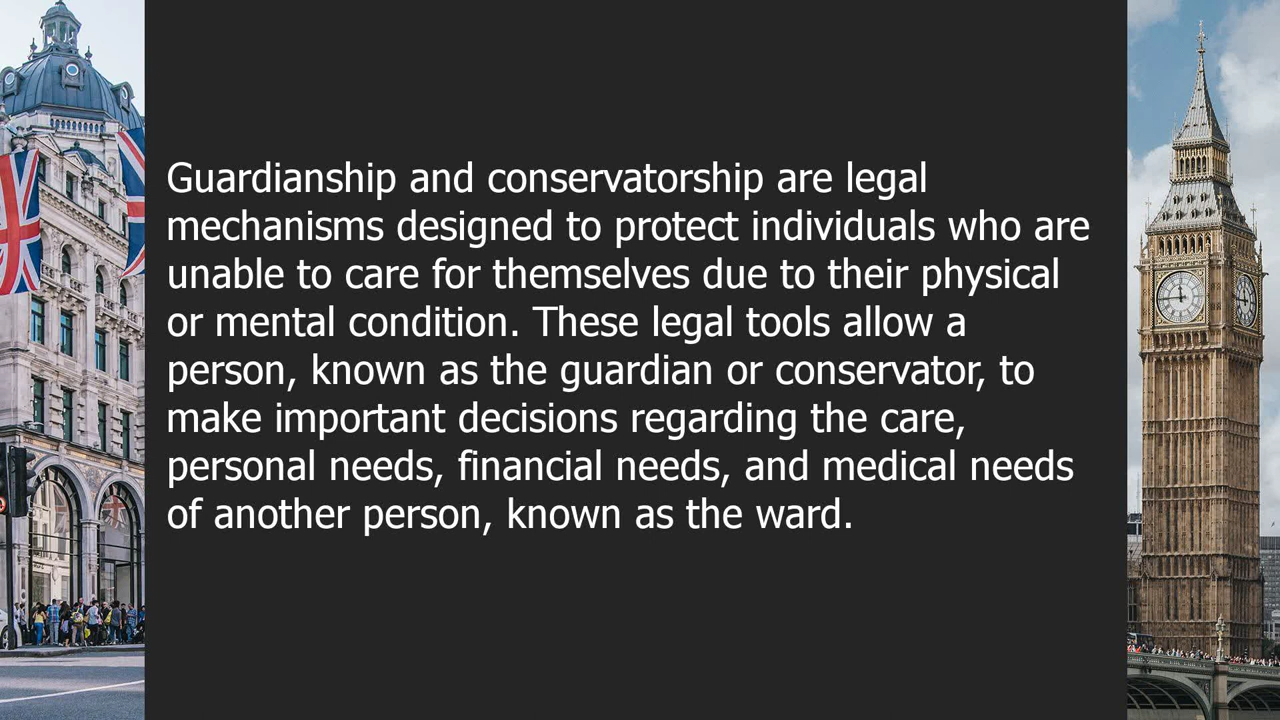 Guardianship and conservatorship are legal
mechanisms designed to protect individuals who are
unable to care for themselves due to their physical
or mental condition. These legal tools allow a
person, known as the guardian or conservator, to
make important decisions regarding the care,
personal needs, financial needs, and medical needs
of another person, known as the ward.